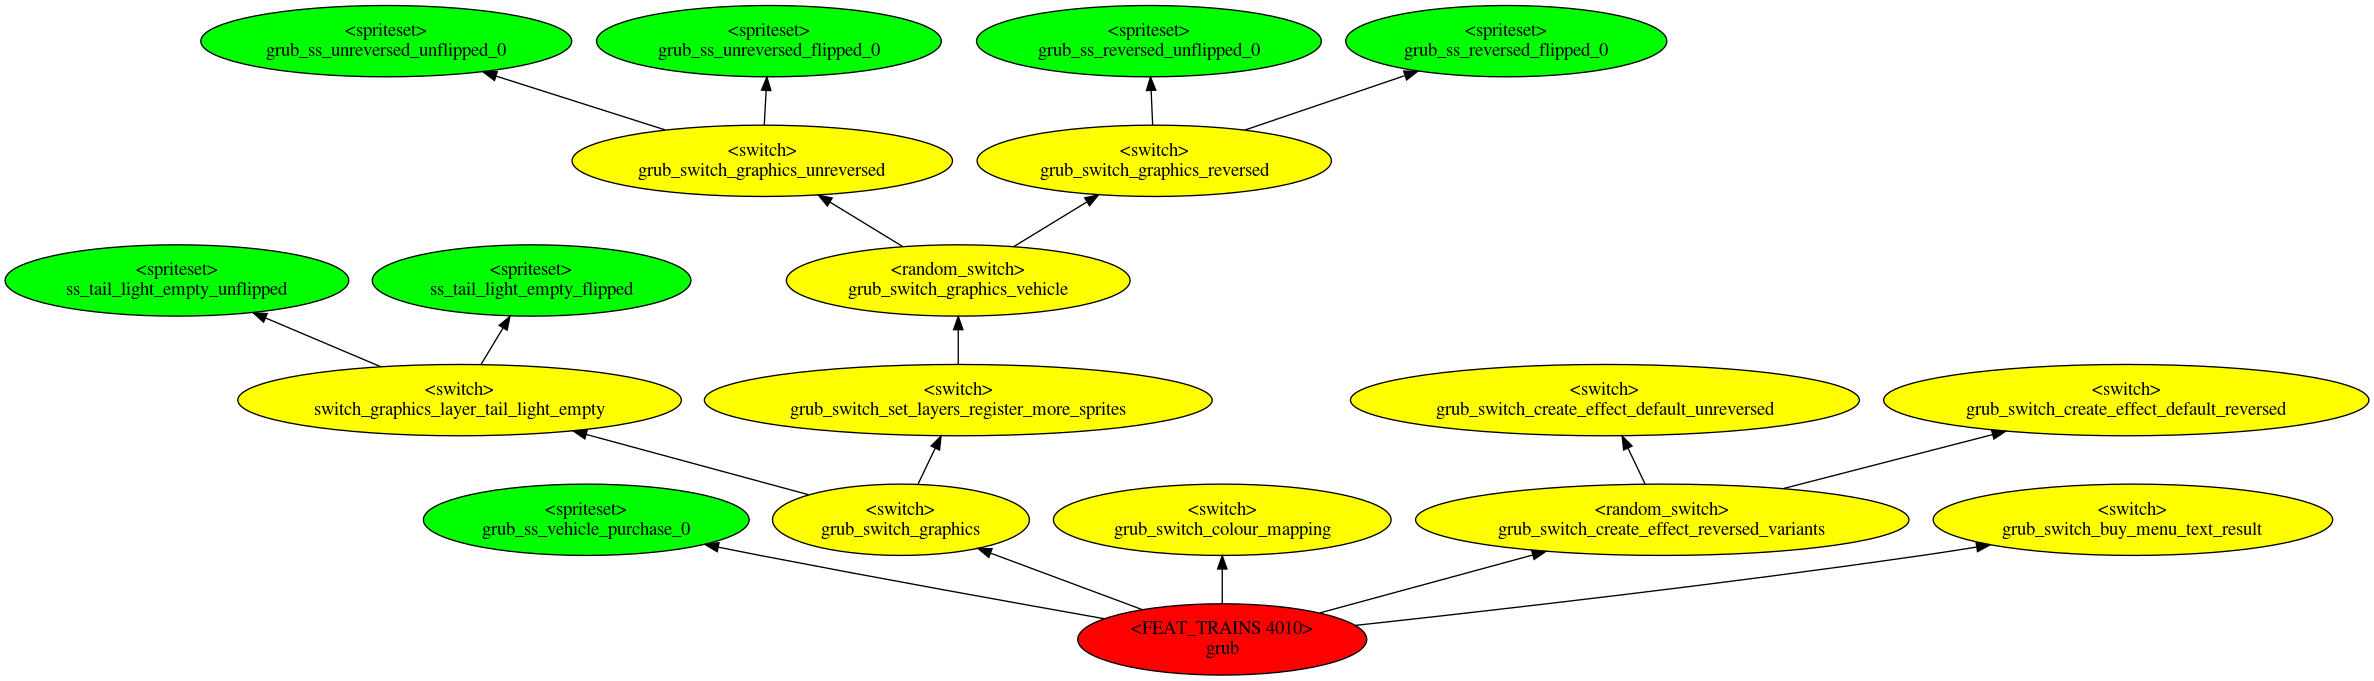 <spriteset>
grub_ss_unreversed_unflipped_0
<spriteset>
grub_ss_unreversed_flipped_0
<spriteset>
grub_ss_reversed_unflipped_0
<spriteset>
grub_ss_reversed_flipped_0
<switch>
grub_switch_graphics_unreversed
<switch>
grub_switch_graphics_reversed
<spriteset>
ss_tail_light_empty_unflipped
<spriteset>
ss_tail_light_empty_flipped
<random_switch>
grub_switch_graphics_vehicle
<switch>
switch_graphics_layer_tail_light_empty
<switch>
grub_switch_set_layers_register_more_sprites
<switch>
grub_switch_create_effect_default_unreversed
<switch>
grub_switch_create_effect_default_reversed
<spriteset>
grub_ss_vehicle_purchase_0
<switch>
grub_switch_graphics
<switch>
grub_switch_colour_mapping
<random_switch>
grub_switch_create_effect_reversed_variants
<switch>
grub_switch_buy_menu_text_result
<FEAT_TRAINS 4010>
grub